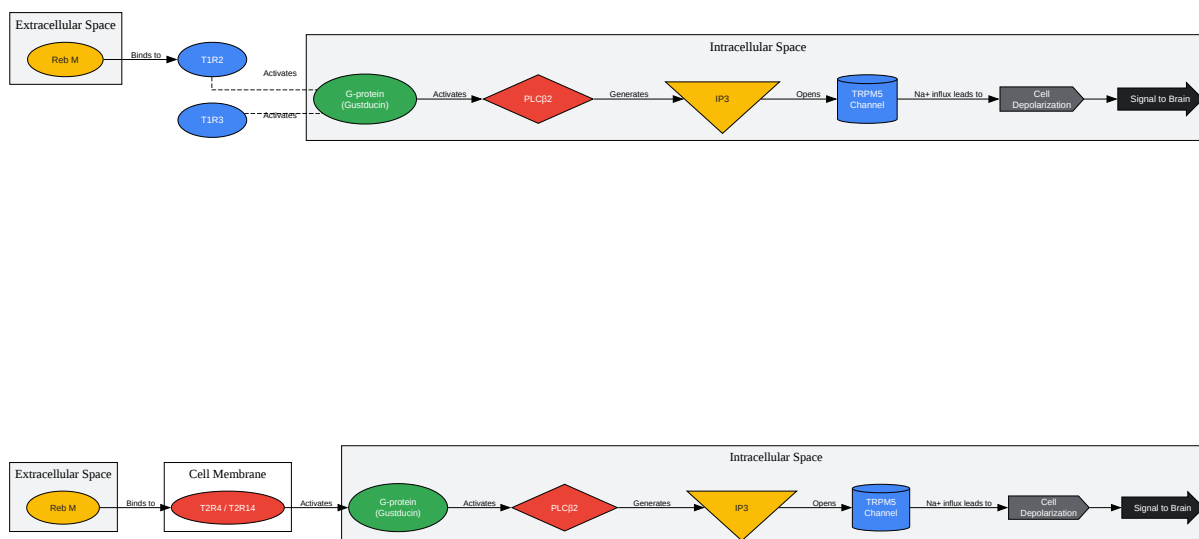 Extracellular Space
Reb M
Binds to
T1R2
T1R3
Activates
Activates
Intracellular Space
G-protein
(Gustducin)
Activates
PLCβ2
Generates
IP3
Opens
TRPM5
Channel
Na+ influx leads to
Cell
Depolarization
Signal to Brain
Extracellular Space
Reb M
Binds to
Cell Membrane
T2R4 / T2R14
Activates
Intracellular Space
G-protein
(Gustducin)
Activates
PLCβ2
Generates
IP3
Opens
TRPM5
Channel
Na+ influx leads to
Cell
Depolarization
Signal to Brain